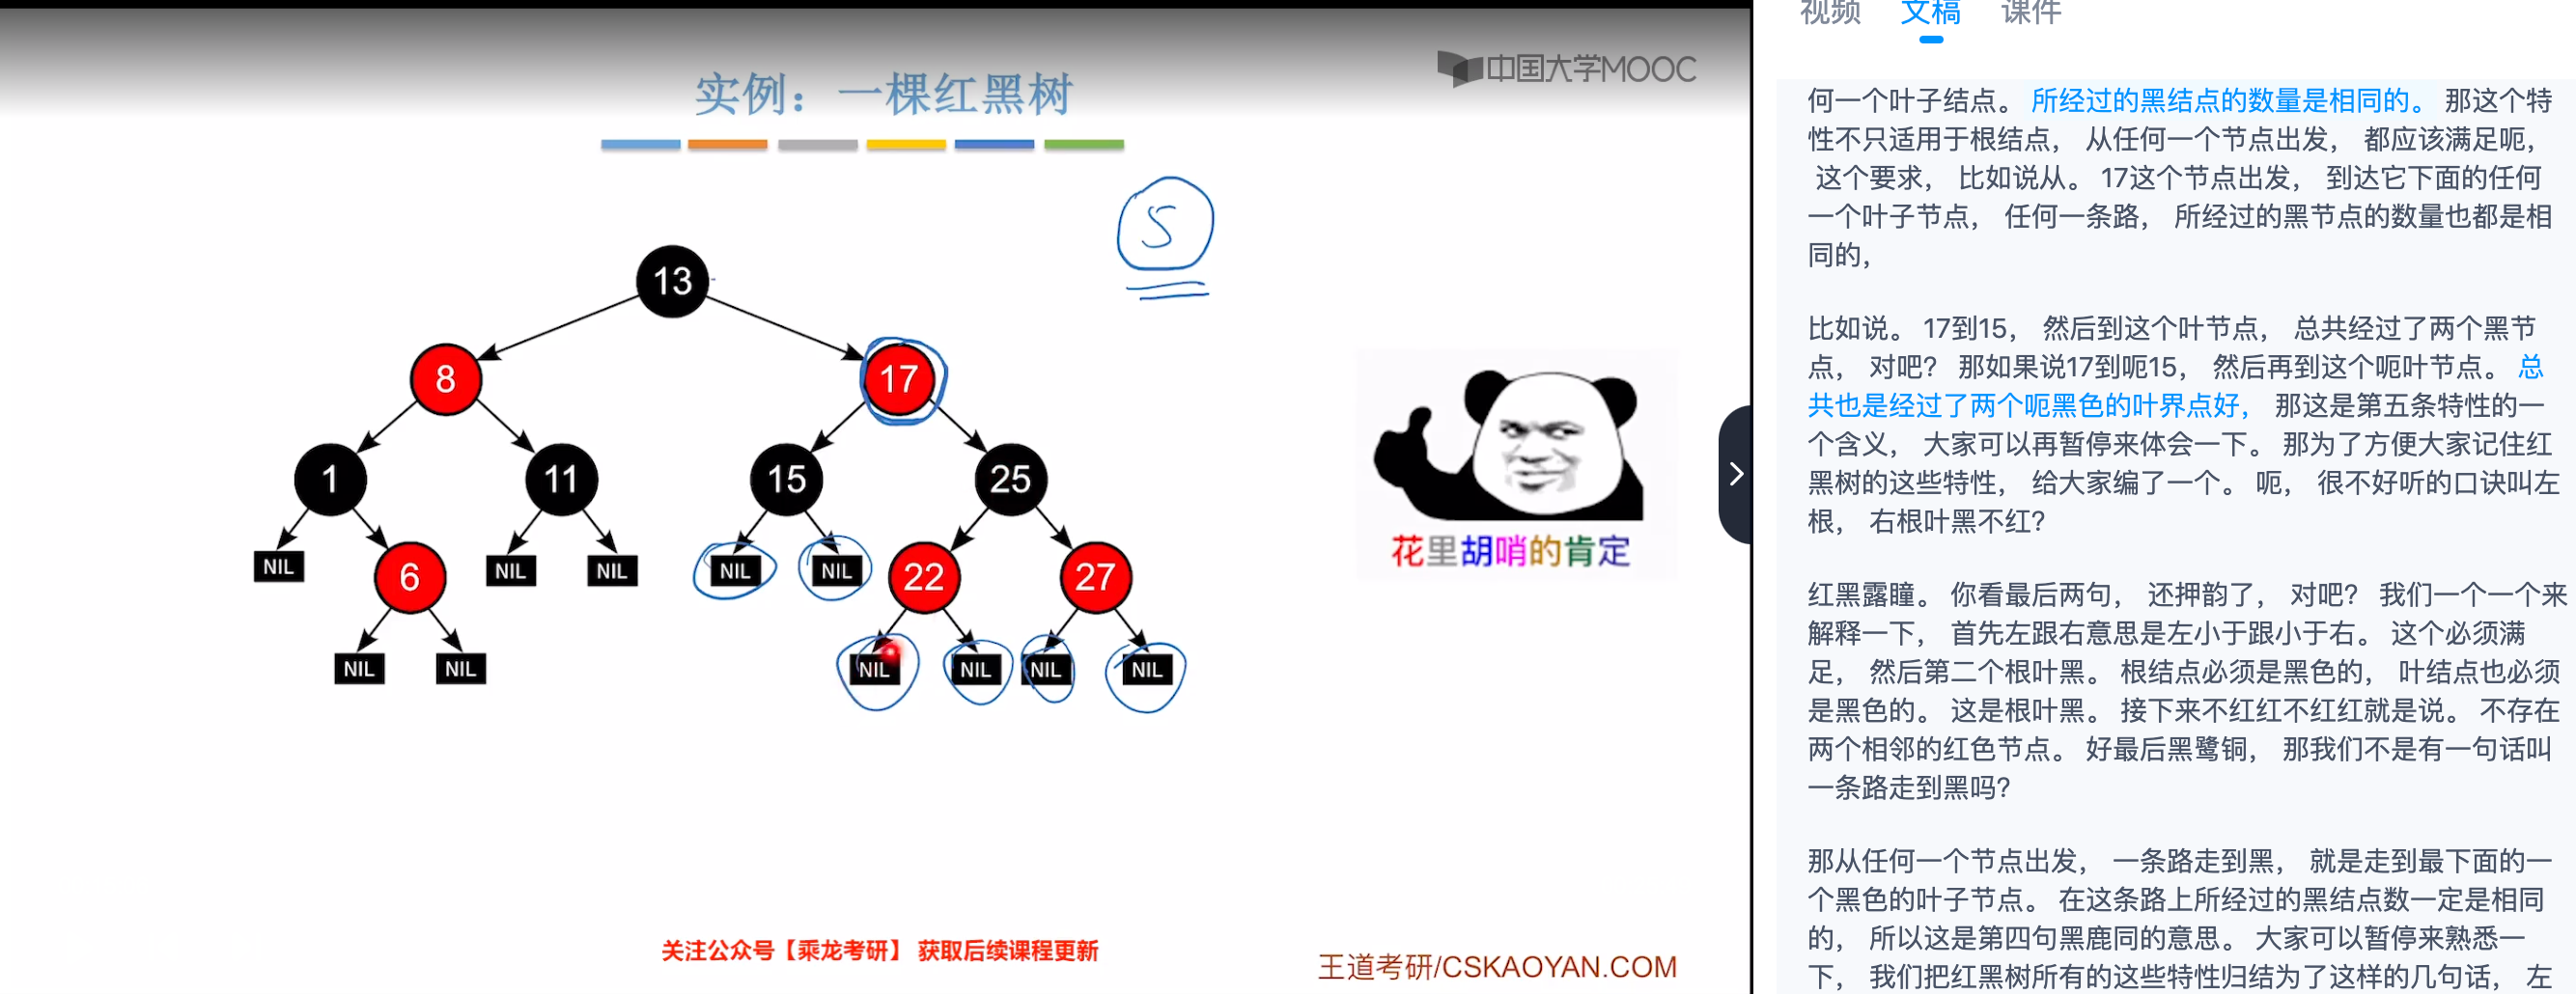 中国大学MOOC
实例：一棵红黑树
5
13
8
17
1
11
15
25
NIL
6
NIL
NIL
NIL
NIL
22
27
NIL
NIL
NIL
NIL
NIL
NIL
花里胡哨的肯定
关注公众号【乘龙考研】 获取后续课程更新
王道考研/CSKAOYAN.COM
视频 文稿 课件
何一个叶子结点。 所经过的黑结点的数量是相同的。 那这个特
性不只适用于根结点， 从任何一个节点出发， 都应该满足呃，
这个要求， 比如说从。 17这个节点出发， 到达它下面的任何
一个叶子节点， 任何一条路， 所经过的黑节点的数量也都是相
同的，
比如说。 17到15， 然后到这个叶节点， 总共经过了两个黑节
点， 对吧？ 那如果说17到呃15， 然后再到这个呃叶节点。 总
共也是经过了两个呃黑色的叶界点好， 那这是第五条特性的一
个含义， 大家可以再暂停来体会一下。 那为了方便大家记住红
黑树的这些特性， 给大家编了一个。 呃， 很不好听的口诀叫左
根， 右根叶黑不红？
红黑露瞳。 你看最后两句， 还押韵了， 对吧？ 我们一个一个来
解释一下， 首先左跟右意思是左小于跟小于右。 这个必须满
足， 然后第二个根叶黑。 根结点必须是黑色的， 叶结点也必须
是黑色的。 这是根叶黑。 接下来不红红不红红就是说。 不存在
两个相邻的红色节点。 好最后黑鹭铜， 那我们不是有一句话叫
一条路走到黑吗？
那从任何一个节点出发， 一条路走到黑， 就是走到最下面的一
个黑色的叶子节点。 在这条路上所经过的黑结点数一定是相同
的， 所以这是第四句黑鹿同的意思。 大家可以暂停来熟悉一
下， 我们把红黑树所有的这些特性归结为了这样的几句话， 左